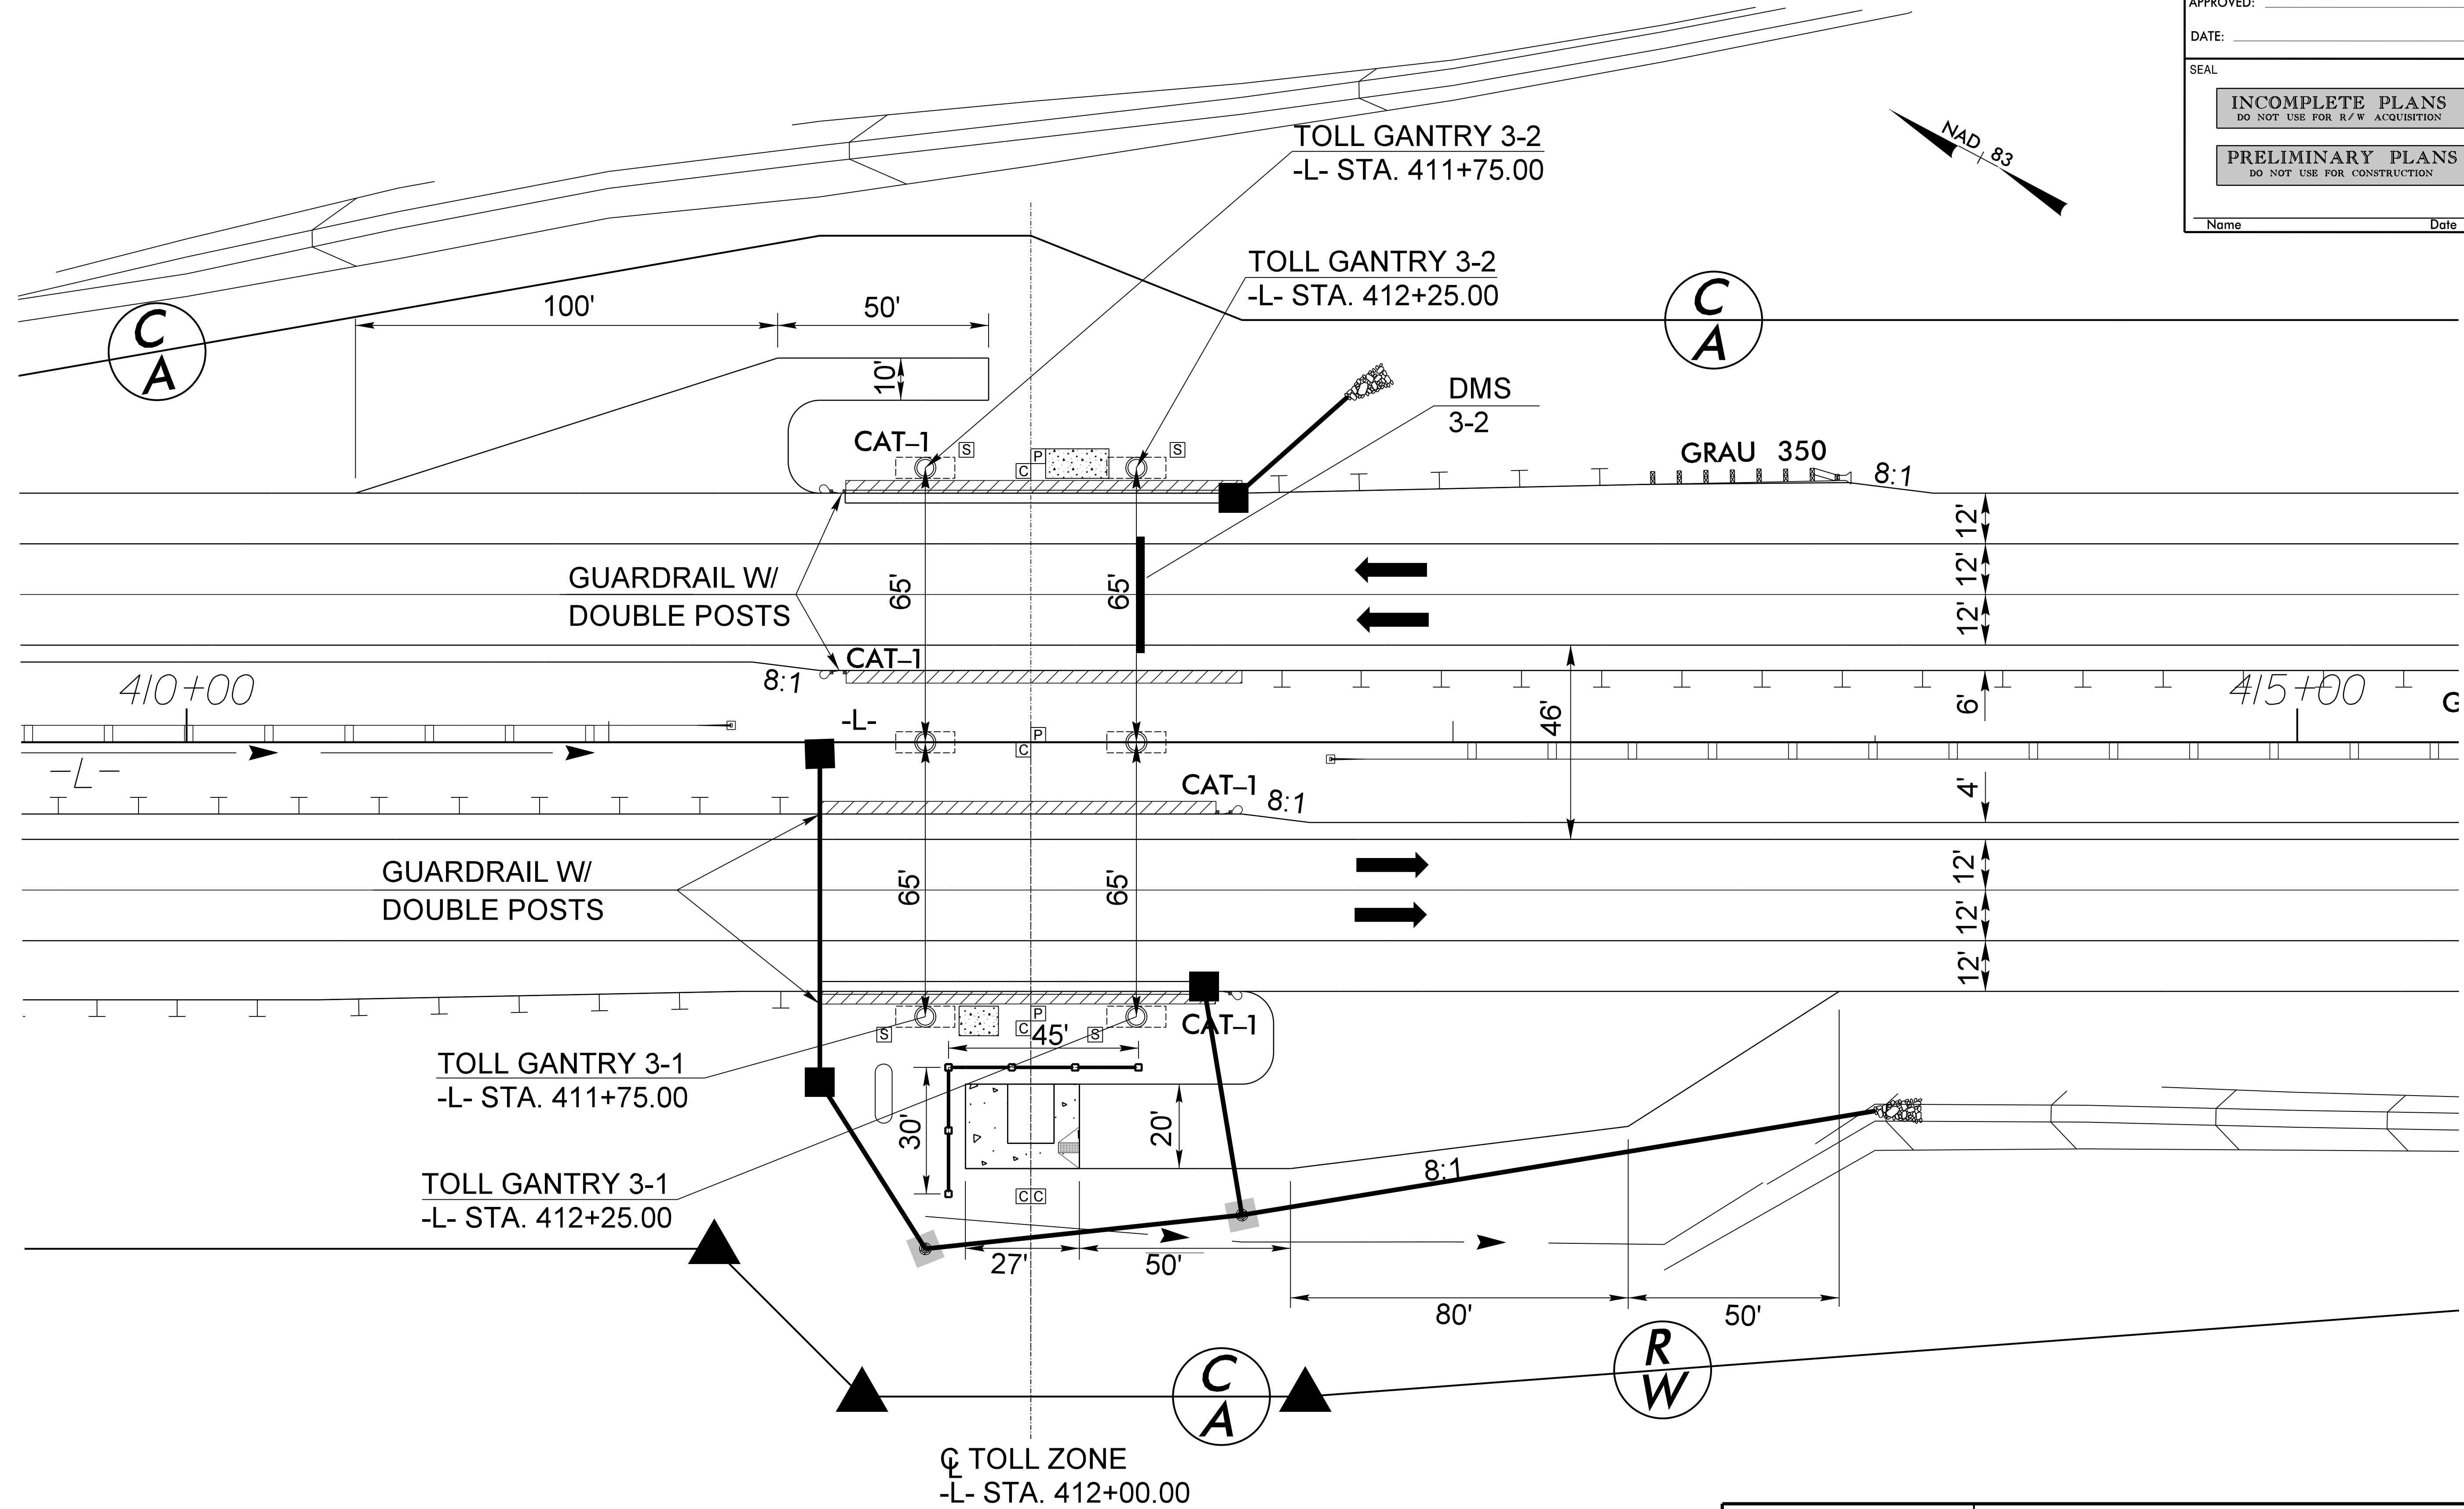 APPROVED:
DATE:
SEAL
INCOMPLETE PLANS
DO NOT USE FOR R/W ACQUISITION
PRELIMINARY PLANS
DO NOT USE FOR CONSTRUCTION
Name Date
NAD 83
TOLL GANTRY 3-2
-L- STA. 411+75.00
TOLL GANTRY 3-2
-L- STA. 412+25.00
C
A
C
A
100'
50'
10'
DMS
3-2
CAT-1
S
P
C
S
GRAU 350
8:1
12'
12'
12'
GUARDRAIL W/
DOUBLE POSTS
65'
65'
CAT-1
8:1
410+00
-L-
P
C
46'
6'
415+00
G
-L-
CAT-1
8:1
4'
GUARDRAIL W/
DOUBLE POSTS
65'
65'
12'
12'
12'
S
P
C
S
45'
CAT-1
TOLL GANTRY 3-1
-L- STA. 411+75.00
30'
20'
TOLL GANTRY 3-1
-L- STA. 412+25.00
C C
8:1
27'
50'
80'
50'
R
W
C
A
℄ TOLL ZONE
-L- STA. 412+00.00